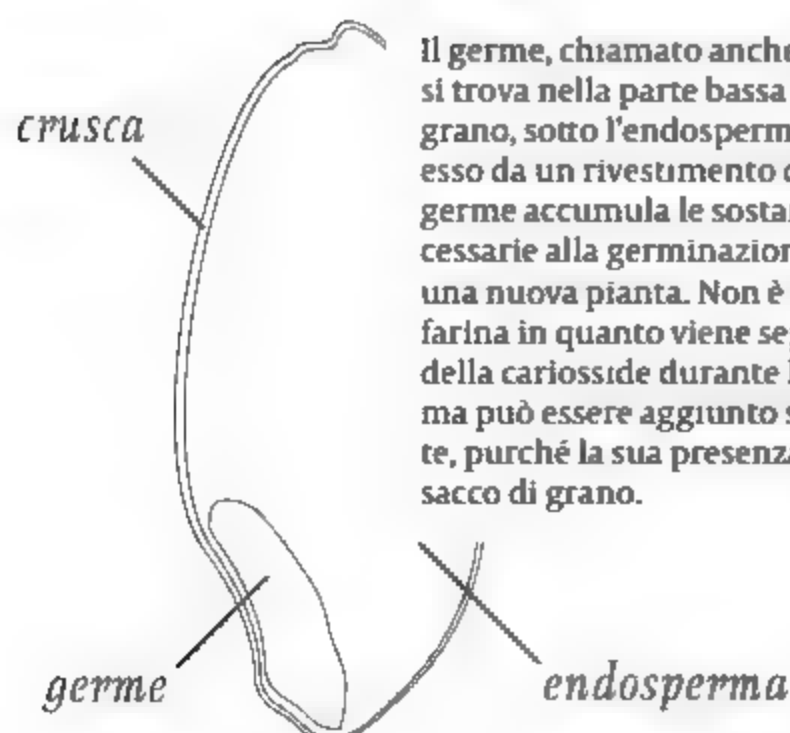 crusca
Il germe, chiamato anche
si trova nella parte bassa
grano, sotto l'endosperm
esso da un rivestimento
germe accumula le sosta
cessarie alla germinazion
una nuova pianta. Non è
farina in quanto viene se
della cariosside durante
ma può essere aggiunto s
te, purché la sua presenza
sacco di grano.
germe
endosperma